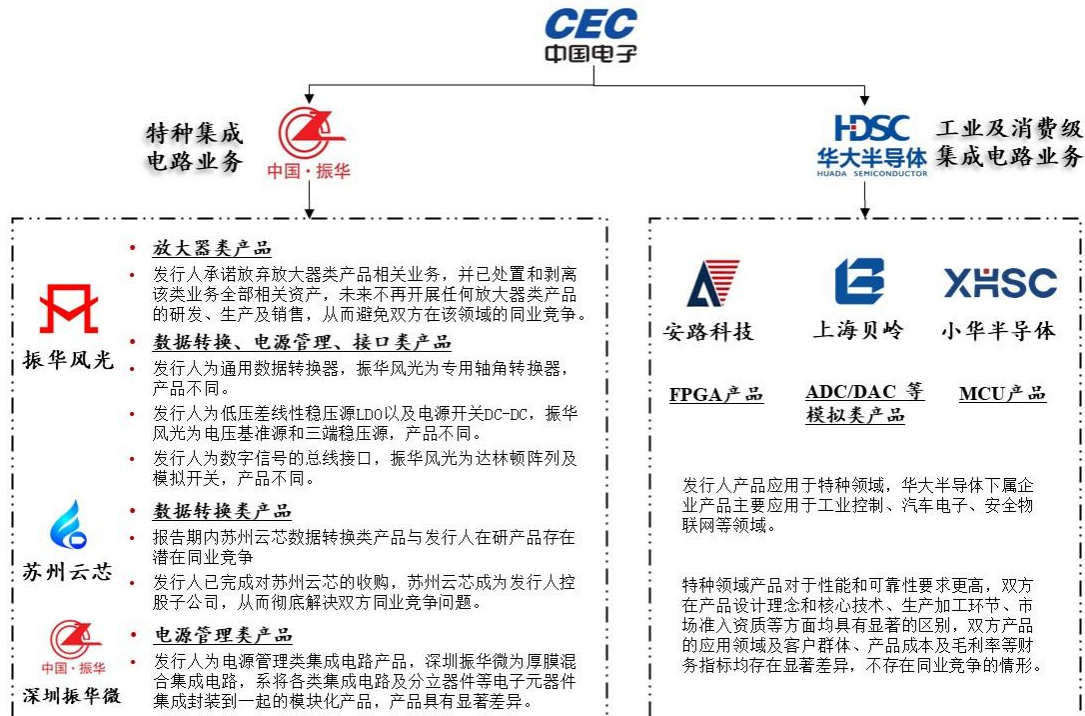 CEC
中国电子
特种集成
电路业务
中国·振华
HDSC
华大半导体
HUADA SEMICONDUCTOR
工业及消费级
集成电路业务
振华风光
• 放大器类产品
• 发行人承诺放弃放大器类产品相关业务，并已处置和剥离
该类业务全部相关资产，未来不再开展任何放大器类产品
的研发、生产及销售，从而避免双方在该领域的同业竞争。
• 数据转换、电源管理、接口类产品
• 发行人为通用数据转换器，振华风光为专用轴角转换器，
产品不同。
• 发行人为低压差线性稳压源LDO以及电源开关DC-DC，振华
风光为电压基准源和三端稳压源，产品不同。
• 发行人为数字信号的总线接口，振华风光为达林顿阵列及
模拟开关，产品不同。
苏州云芯
• 数据转换类产品
• 报告期内苏州云芯数据转换类产品与发行人在研产品存在
潜在同业竞争
• 发行人已完成对苏州云芯的收购，苏州云芯成为发行人控
股子公司，从而彻底解决双方同业竞争问题。
中国·振华
深圳振华微
• 电源管理类产品
• 发行人为电源管理类集成电路产品，深圳振华微为厚膜混
合集成电路，系将各类集成电路及分立器件等电子元器件
集成封装到一起的模块化产品，产品具有显著差异。
安路科技
上海贝岭
XHSC
小华半导体
FPGA产品
ADC/DAC 等
模拟类产品
MCU产品
发行人产品应用于特种领域，华大半导体下属企
业产品主要应用于工业控制、汽车电子、安全物
联网等领域。
特种领域产品对于性能和可靠性要求更高，双方
在产品设计理念和核心技术、生产加工环节、市
场准入资质等方面均具有显著的区别，双方产品
的应用领域及客户群体、产品成本及毛利率等财
务指标均存在显著差异，不存在同业竞争的情形。